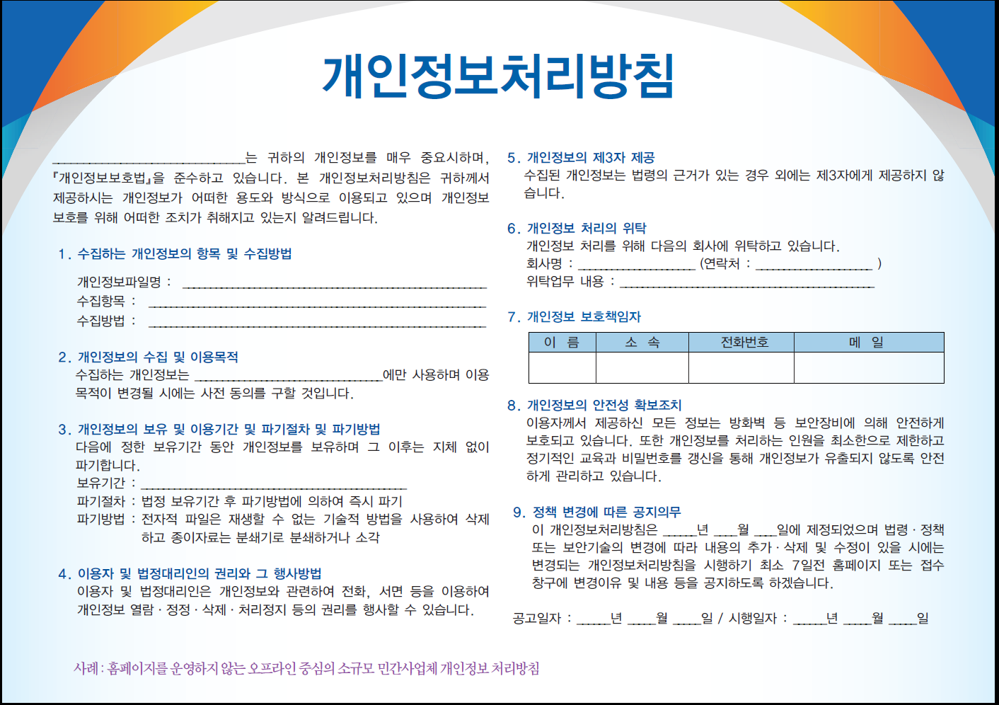 개인정보처리방침
______________________________는 귀하의 개인정보를 매우 중요시하며,
『개인정보보호법』을 준수하고 있습니다. 본 개인정보처리방침은 귀하께서
제공하시는 개인정보가 어떠한 용도와 방식으로 이용되고 있으며 개인정보
보호를 위해 어떠한 조치가 취해지고 있는지 알려드립니다.
1. 수집하는 개인정보의 항목 및 수집방법
개인정보파일명 : ______________________________
수집항목 : ______________________________
수집방법 : ______________________________
2. 개인정보의 수집 및 이용목적
수집하는 개인정보는 ______________________________에만 사용하며 이용
목적이 변경될 시에는 사전 동의를 구할 것입니다.
3. 개인정보의 보유 및 이용기간 및 파기절차 및 파기방법
다음에 정한 보유기간 동안 개인정보를 보유하며 그 이후는 지체 없이
파기합니다.
보유기간 : ______________________________
파기절차 : 법정 보유기간 후 파기방법에 의하여 즉시 파기
파기방법 : 전자적 파일은 재생할 수 없는 기술적 방법을 사용하여 삭제
하고 종이자료는 분쇄기로 분쇄하거나 소각
4. 이용자 및 법정대리인의 권리와 그 행사방법
이용자 및 법정대리인은 개인정보와 관련하여 전화, 서면 등을 이용하여
개인정보 열람 · 정정 · 삭제 · 처리정지 등의 권리를 행사할 수 있습니다.
5. 개인정보의 제3자 제공
수집된 개인정보는 법령의 근거가 있는 경우 외에는 제3자에게 제공하지 않
습니다.
6. 개인정보 처리의 위탁
개인정보 처리를 위해 다음의 회사에 위탁하고 있습니다.
회사명 : __________________ (연락처 : __________________ )
위탁업무 내용 : ______________________________
7. 개인정보 보호책임자
이 름 소 속 전화번호 메 일
8. 개인정보의 안전성 확보조치
이용자께서 제공하신 모든 정보는 방화벽 등 보안장비에 의해 안전하게
보호되고 있습니다. 또한 개인정보를 처리하는 인원을 최소한으로 제한하고
정기적인 교육과 비밀번호를 갱신을 통해 개인정보가 유출되지 않도록 안전
하게 관리하고 있습니다.
9. 정책 변경에 따른 공지의무
이 개인정보처리방침은 _____년 ____월 ____일에 제정되었으며 법령 · 정책
또는 보안기술의 변경에 따라 내용의 추가 · 삭제 및 수정이 있을 시에는
변경되는 개인정보처리방침을 시행하기 최소 7일전 홈페이지 또는 접수
창구에 변경이유 및 내용 등을 공지하도록 하겠습니다.
공고일자 : _____년 ____월 ____일 / 시행일자 : _____년 ____월 ____일
사례 : 홈페이지를 운영하지 않는 오프라인 중심의 소규모 민간사업체 개인정보 처리방침